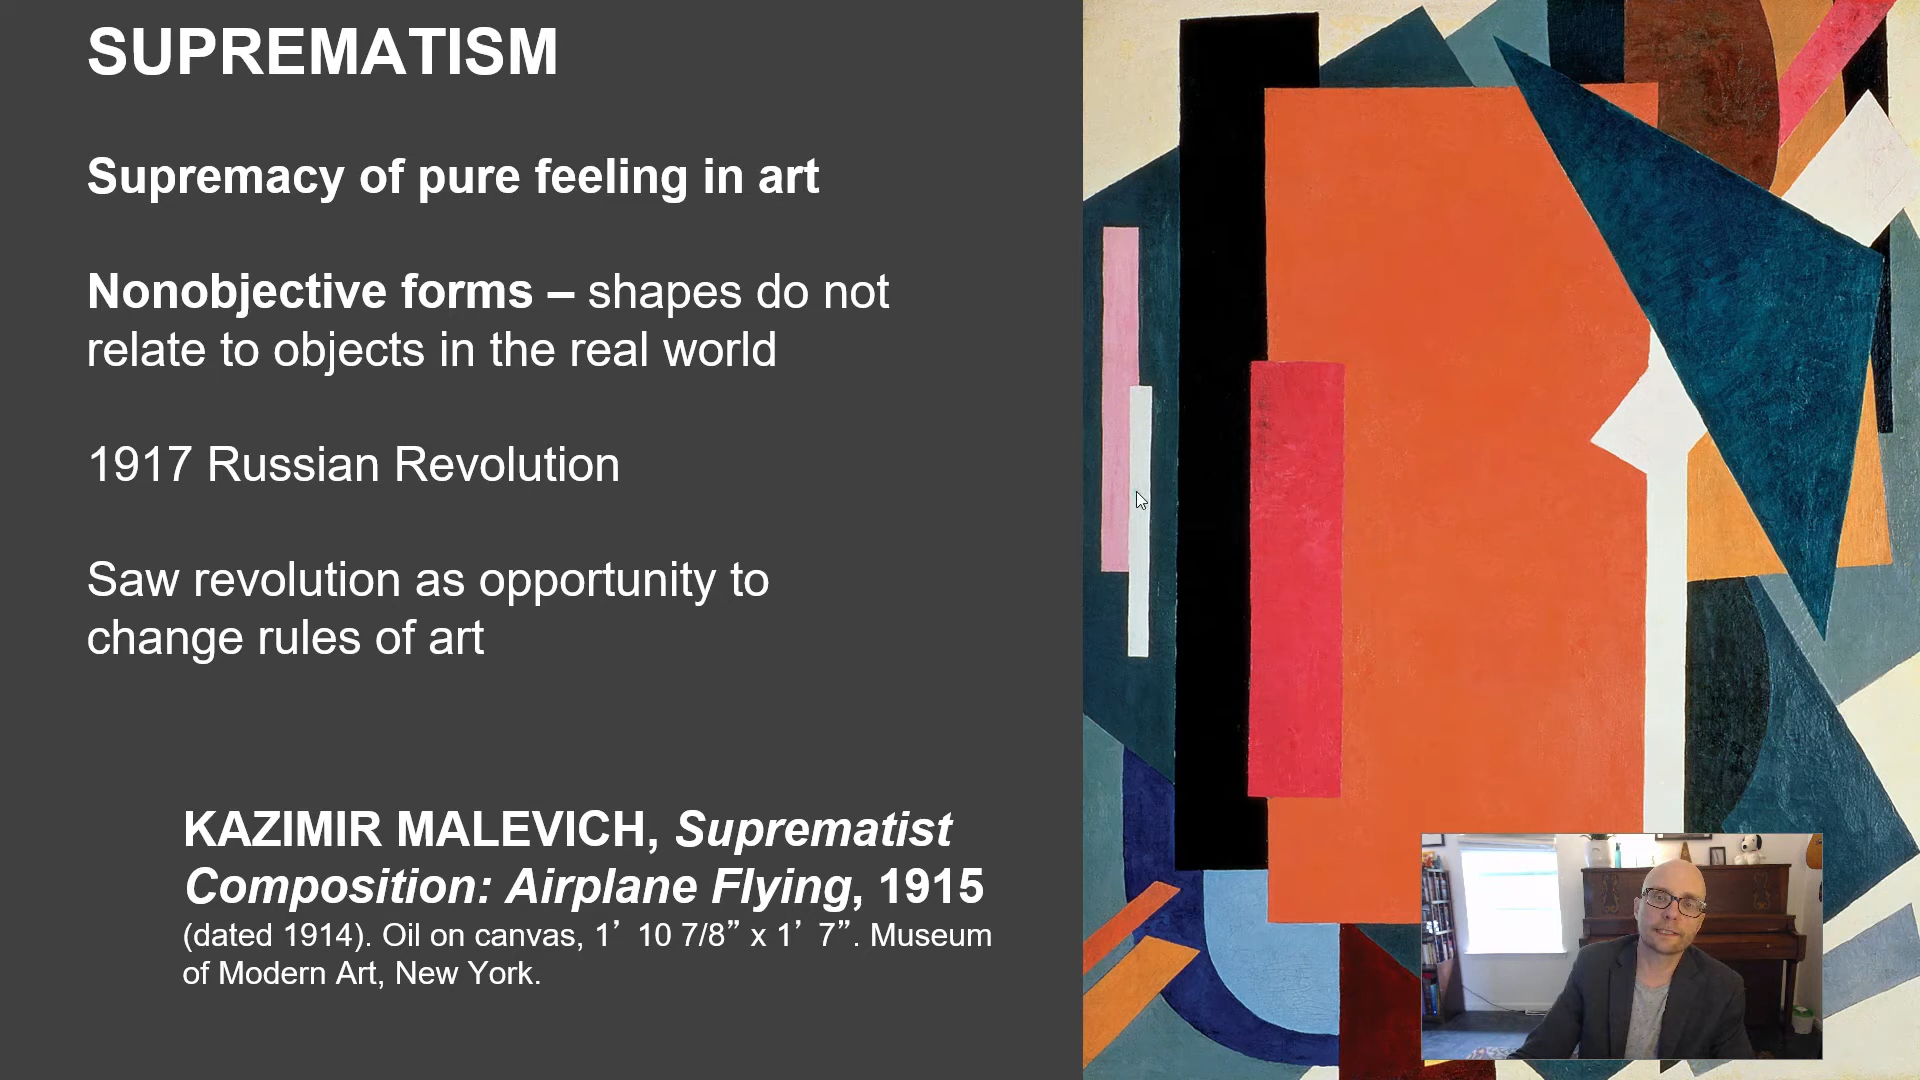 SUPREMATISM
Supremacy of pure feeling in art
Nonobjective forms – shapes do not
relate to objects in the real world
1917 Russian Revolution
Saw revolution as opportunity to
change rules of art
KAZIMIR MALEVICH, Suprematist
Composition: Airplane Flying, 1915
(dated 1914). Oil on canvas, 1’ 10 7/8” x 1’ 7”. Museum
of Modern Art, New York.